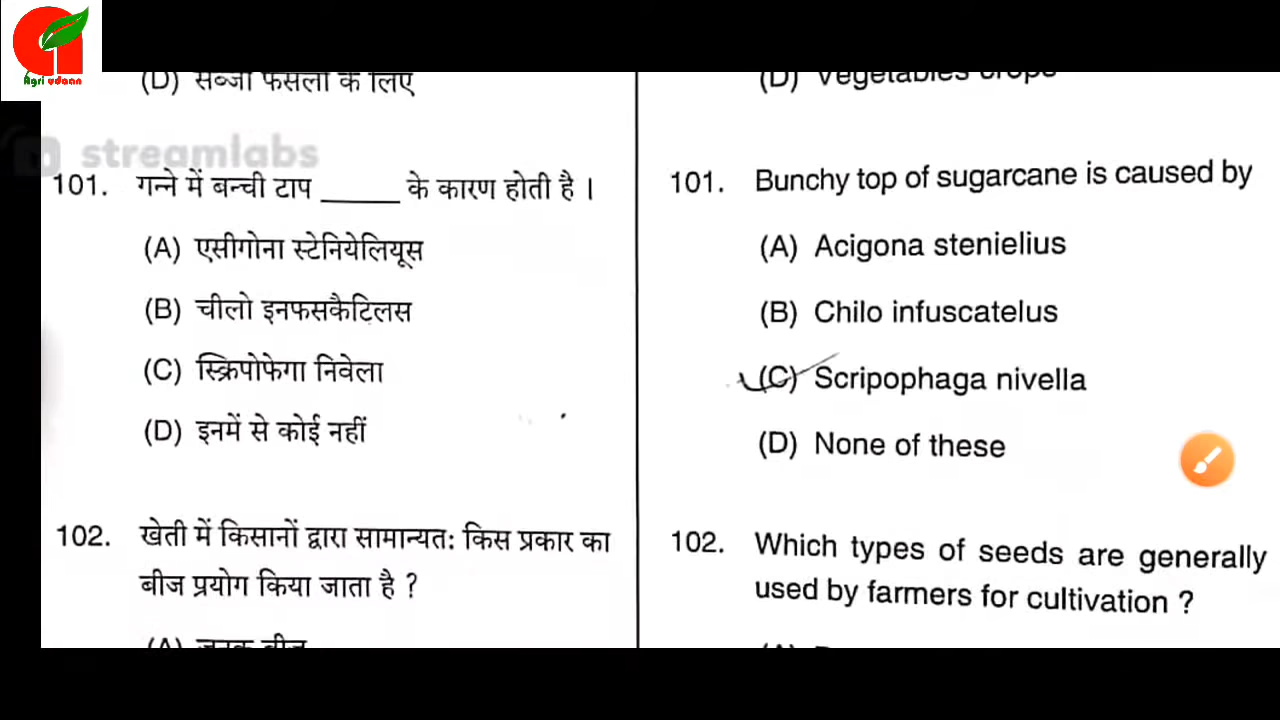 Agri udaan
streamlabs
(D) सब्जी फसलों के लिए
101. गन्ने में बन्ची टाप _____ के कारण होती है ।
(A) एसीगोना स्टेनियेलियूस
(B) चीलो इनफसकैटिलस
(C) स्क्रिपोफेगा निवेला
(D) इनमें से कोई नहीं
102. खेती में किसानों द्वारा सामान्यतः किस प्रकार का
बीज प्रयोग किया जाता है ?
(A) जनक बीज
(D) Vegetables crops
101. Bunchy top of sugarcane is caused by
(A) Acigona stenielius
(B) Chilo infuscatelus
(C) Scripophaga nivella
(D) None of these
102. Which types of seeds are generally
used by farmers for cultivation ?